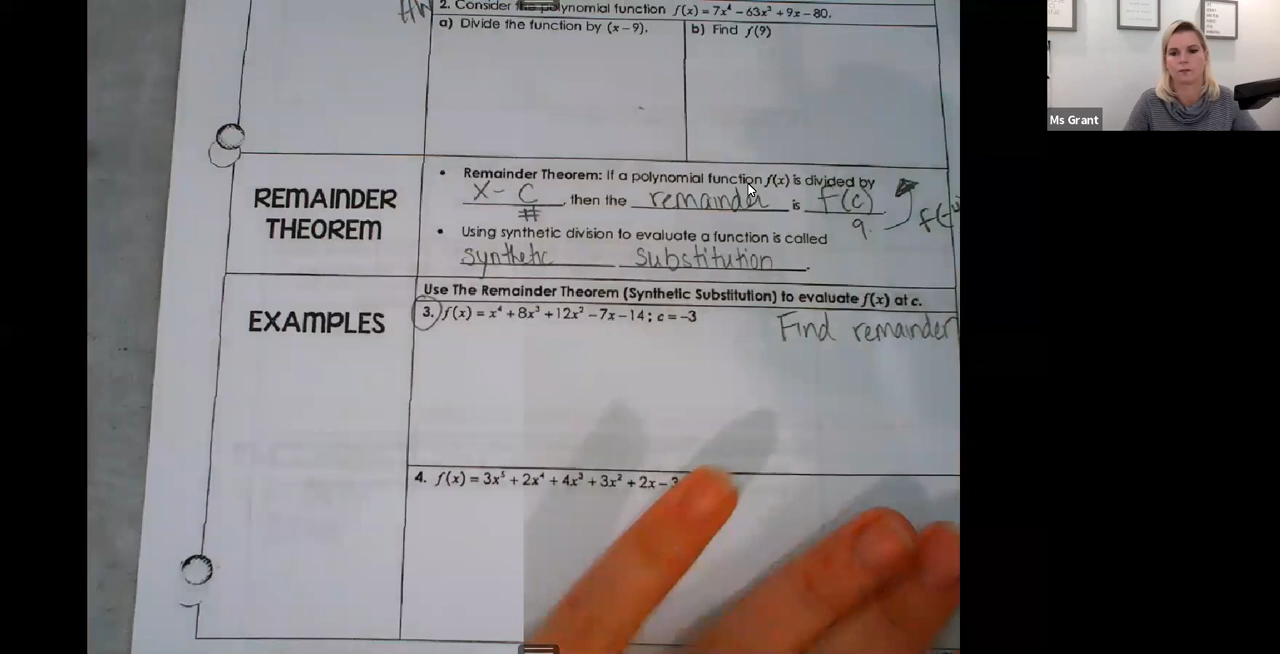 HW
2. Consider the polynomial function f(x) = 7x⁴ – 63x³ + 9x – 80.
a) Divide the function by (x – 9).
b) Find f(9)
REMAINDER
THEOREM
• Remainder Theorem: If a polynomial function f(x) is divided by
x - c, then the remainder is f(c)
#
9.
• Using synthetic division to evaluate a function is called
synthetic substitution.
EXAMPLES
Use The Remainder Theorem (Synthetic Substitution) to evaluate f(x) at c.
3. f(x) = x⁴ + 8x³ + 12x² – 7x – 14; c = –3
Find remainder
4. f(x) = 3x⁵ + 2x⁴ + 4x³ + 3x² + 2x – 3
Ms Grant